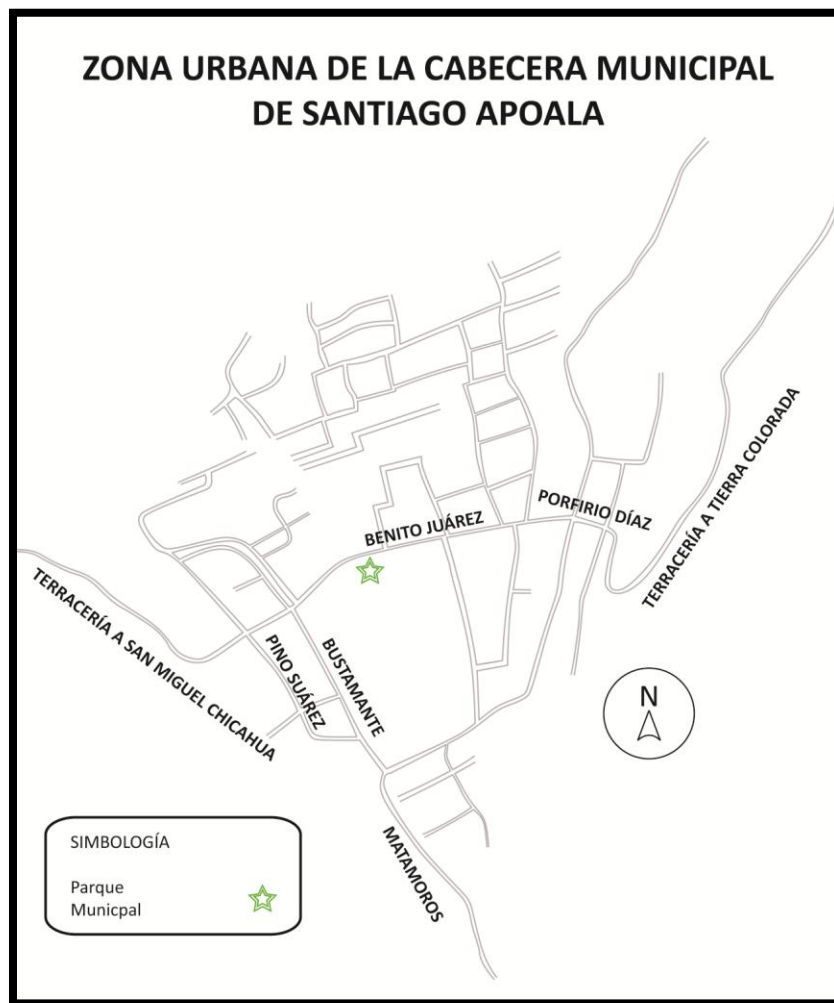 ZONA URBANA DE LA CABECERA MUNICIPAL
DE SANTIAGO APOALA
PORFIRIO DÍAZ
BENITO JUÁREZ
TERRACERÍA A TIERRA COLORADA
TERRACERÍA A SAN MIGUEL CHICAHUA
PINO SUÁREZ
BUSTAMANTE
N
MATAMOROS
SIMBOLOGÍA
Parque
Municpal